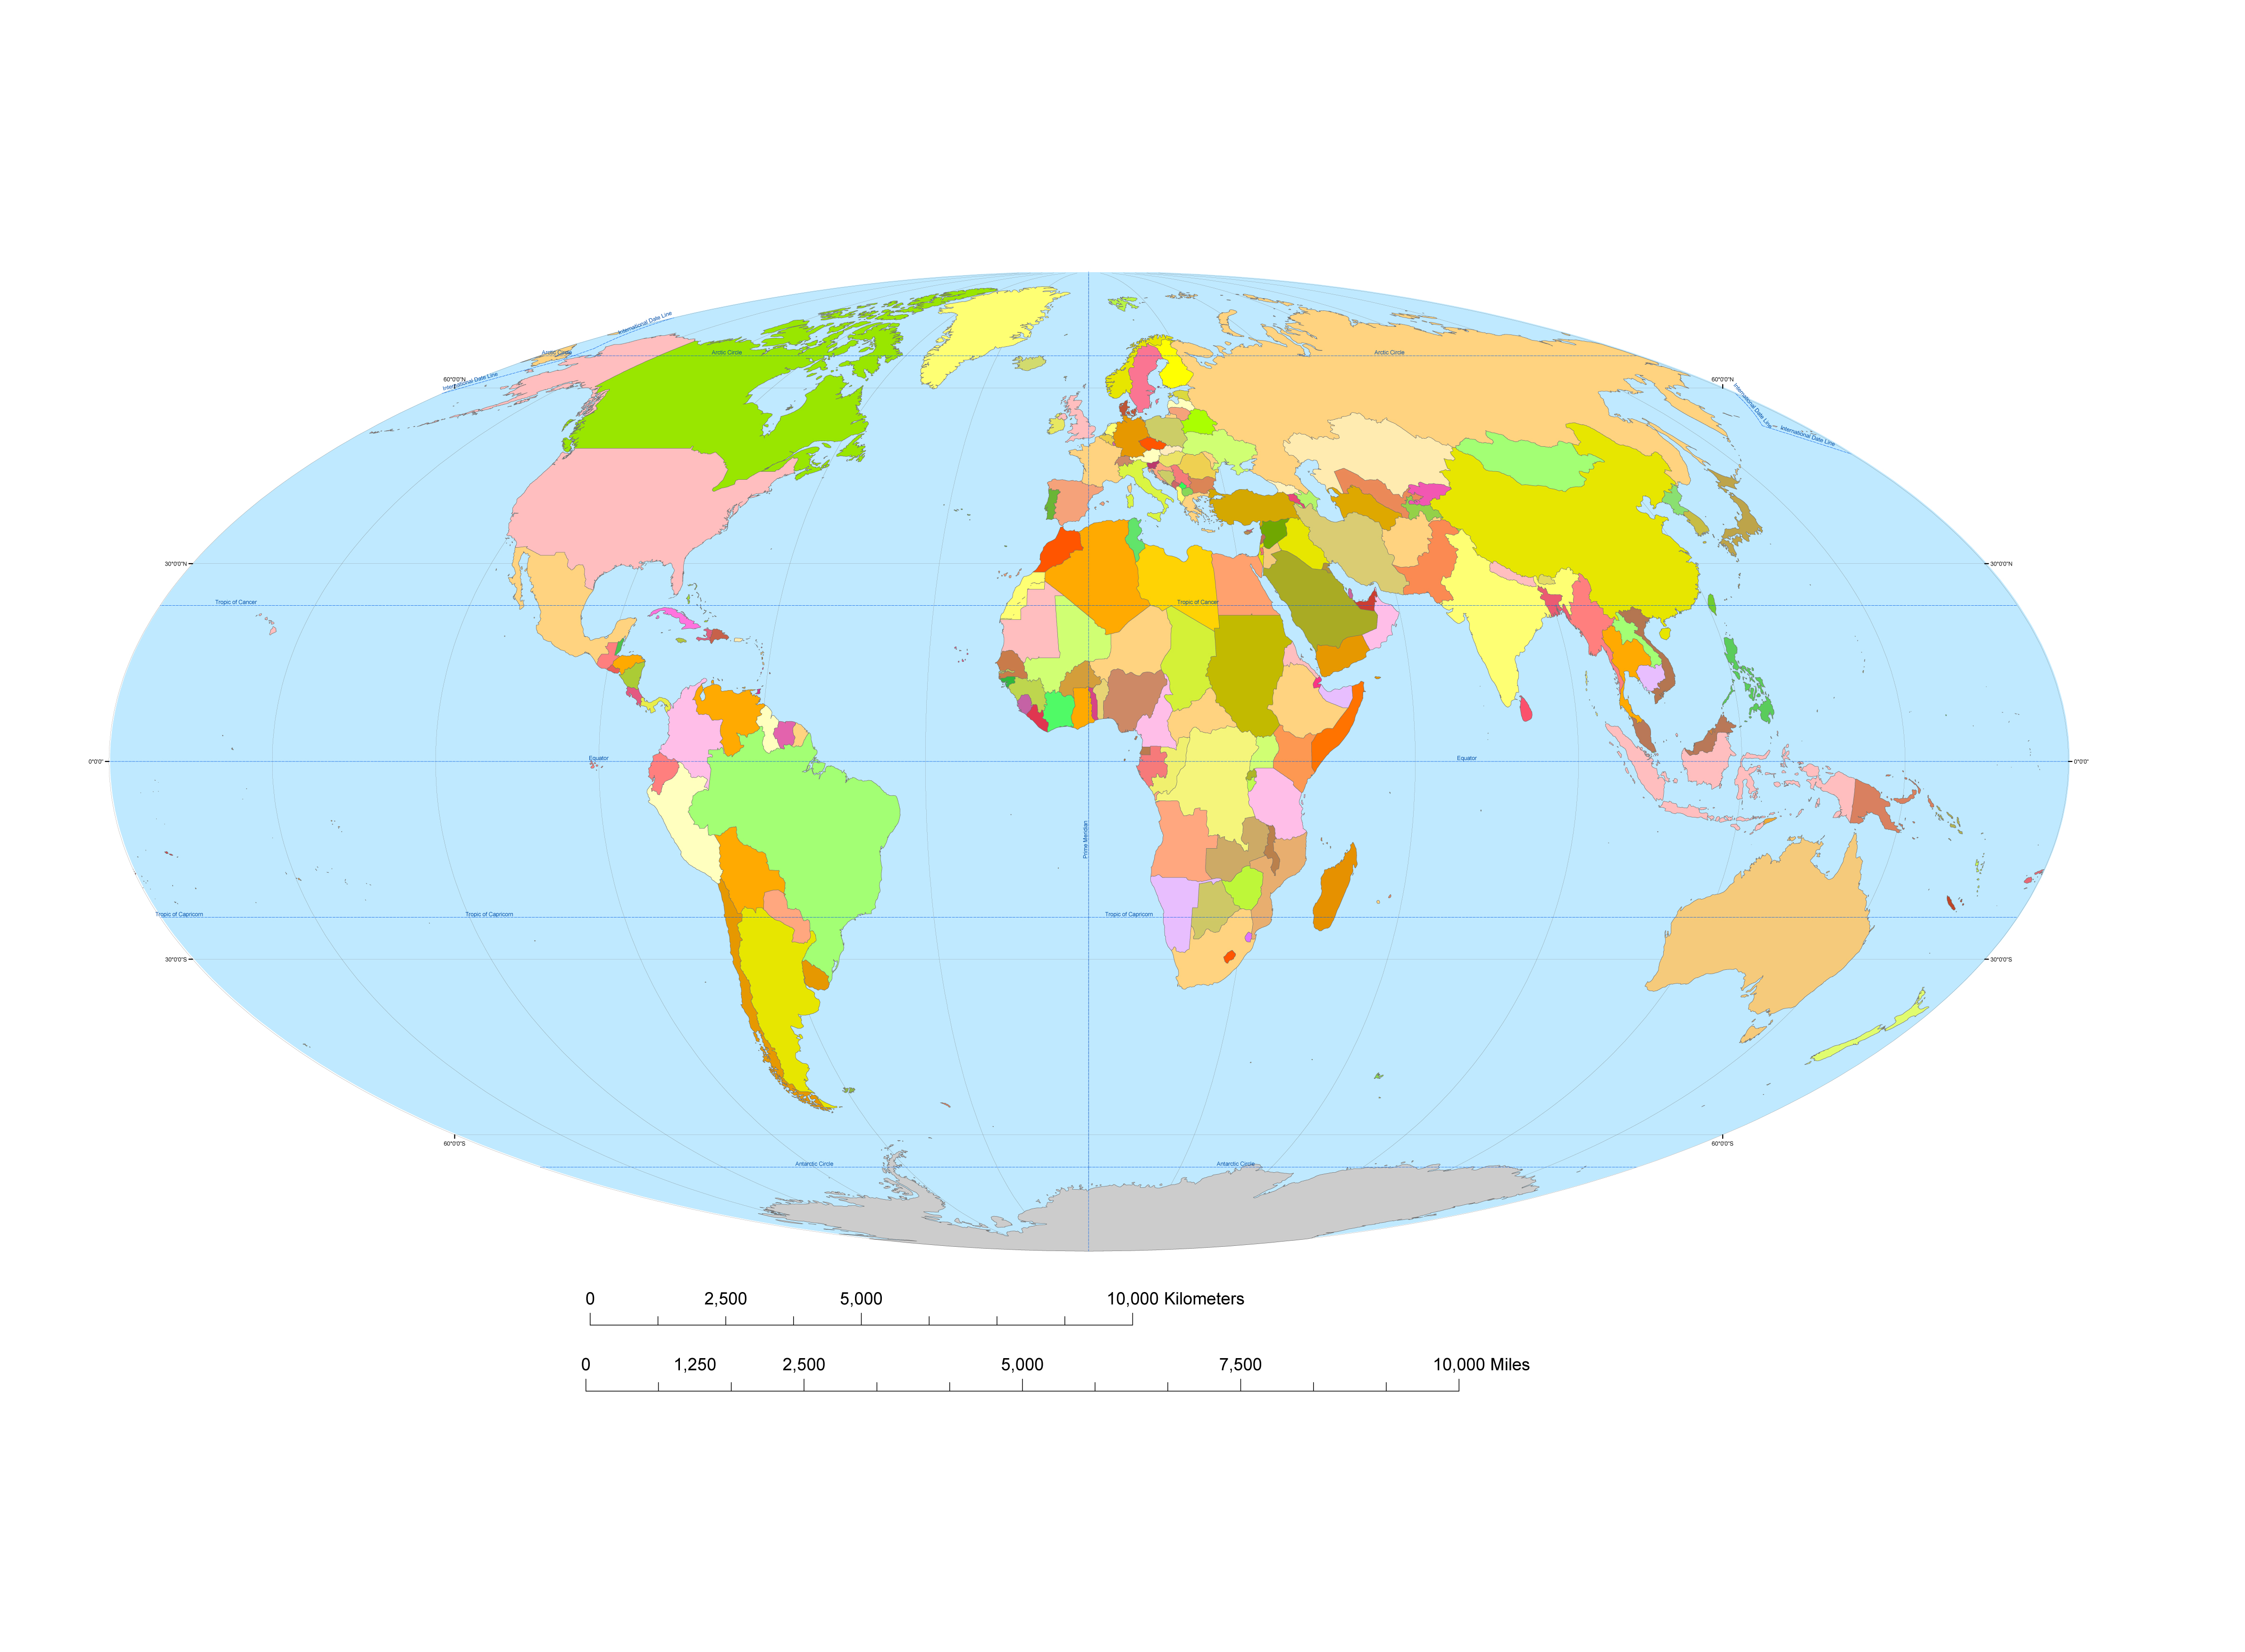 International Date Line
Arctic Circle
Arctic Circle
Arctic Circle
International Date Line
60°0'0"N
60°0'0"N
International Date Line
International Date Line
30°0'0"N
30°0'0"N
Tropic of Cancer
Tropic of Cancer
0°0'0"
Equator
Equator
0°0'0"
Prime Meridian
Tropic of Capricorn
Tropic of Capricorn
Tropic of Capricorn
30°0'0"S
30°0'0"S
60°0'0"S
60°0'0"S
Antarctic Circle
Antarctic Circle
0 2,500 5,000 10,000 Kilometers
0 1,250 2,500 5,000 7,500 10,000 Miles